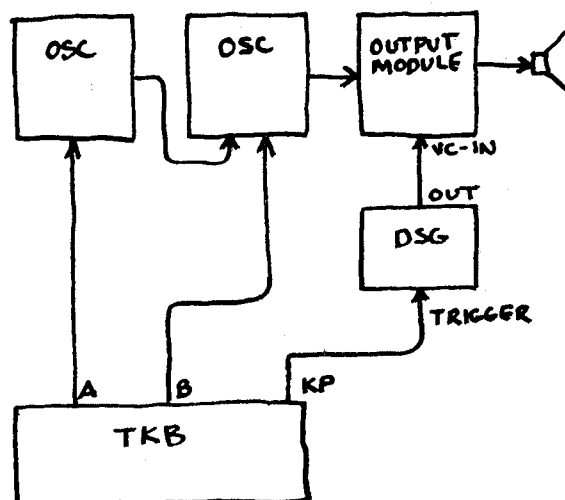 OSC
OSC
OUTPUT
MODULE
VC-IN
OUT
DSG
TRIGGER
A
B
KP
TKB